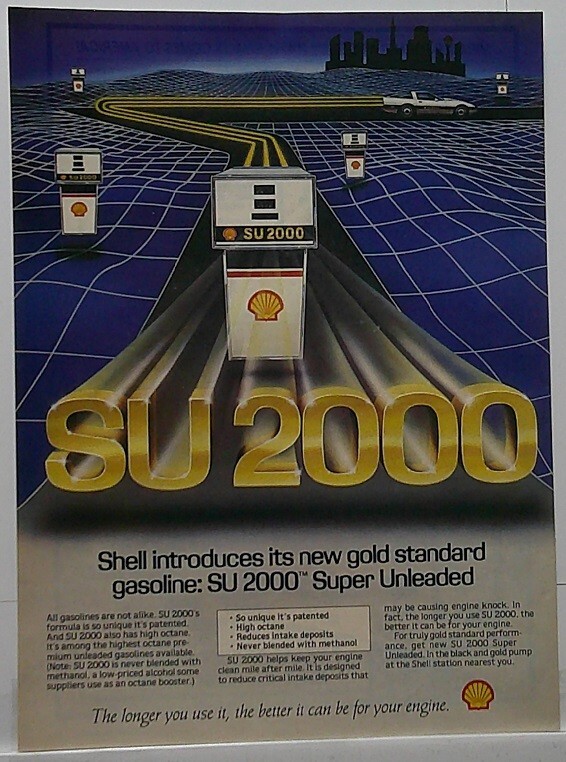 SU 2000
SU 2000
SU 2000
Shell introduces its new gold standard
gasoline: SU 2000™ Super Unleaded
All gasolines are not alike. SU 2000's
formula is so unique it's patented.
And SU 2000 also has high octane.
It's among the highest octane pre-
mium unleaded gasolines available.
(Note: SU 2000 is never blended with
methanol, a low-priced alcohol some
suppliers use as an octane booster.)
• So unique it's patented
• High octane
• Reduces intake deposits
• Never blended with methanol
SU 2000 helps keep your engine
clean mile after mile. It is designed
to reduce critical intake deposits that
may be causing engine knock. In
fact, the longer you use SU 2000, the
better it can be for your engine.
For truly gold standard perform-
ance, get new SU 2000 Super
Unleaded. In the black and gold pump
at the Shell station nearest you.
The longer you use it, the better it can be for your engine.